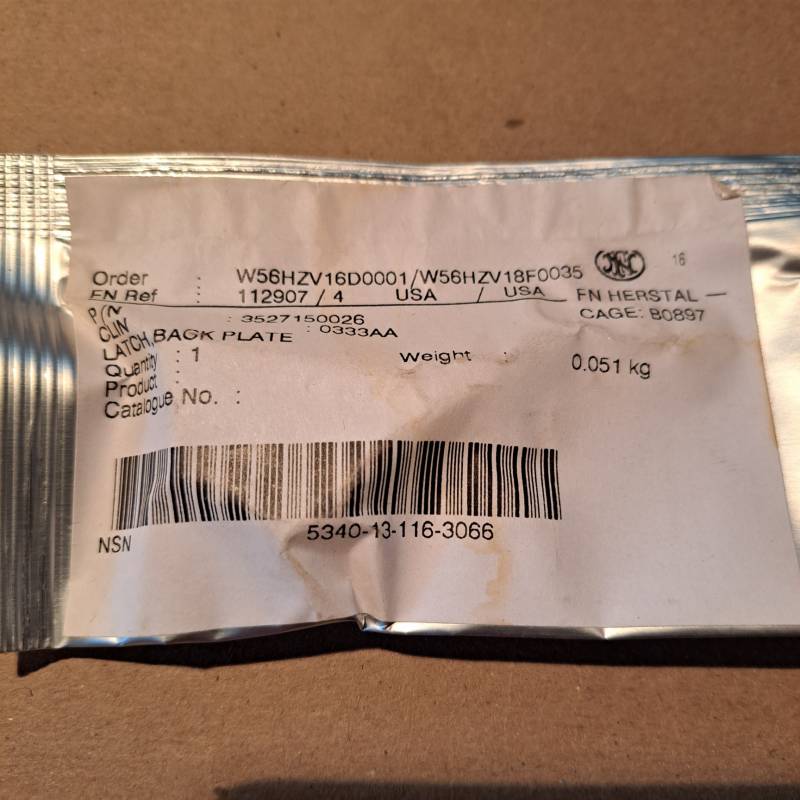 Order : W56HZV16D0001/W56HZV18F0035 FN 16
FN Ref : 112907 / 4 USA / USA FN HERSTAL —
P/N : 3527150026 CAGE: B0897
CLIN : 0333AA
LATCH,BACK PLATE
Quantity : 1 Weight : 0.051 kg
Product :
Catalogue No. :
NSN 5340-13-116-3066